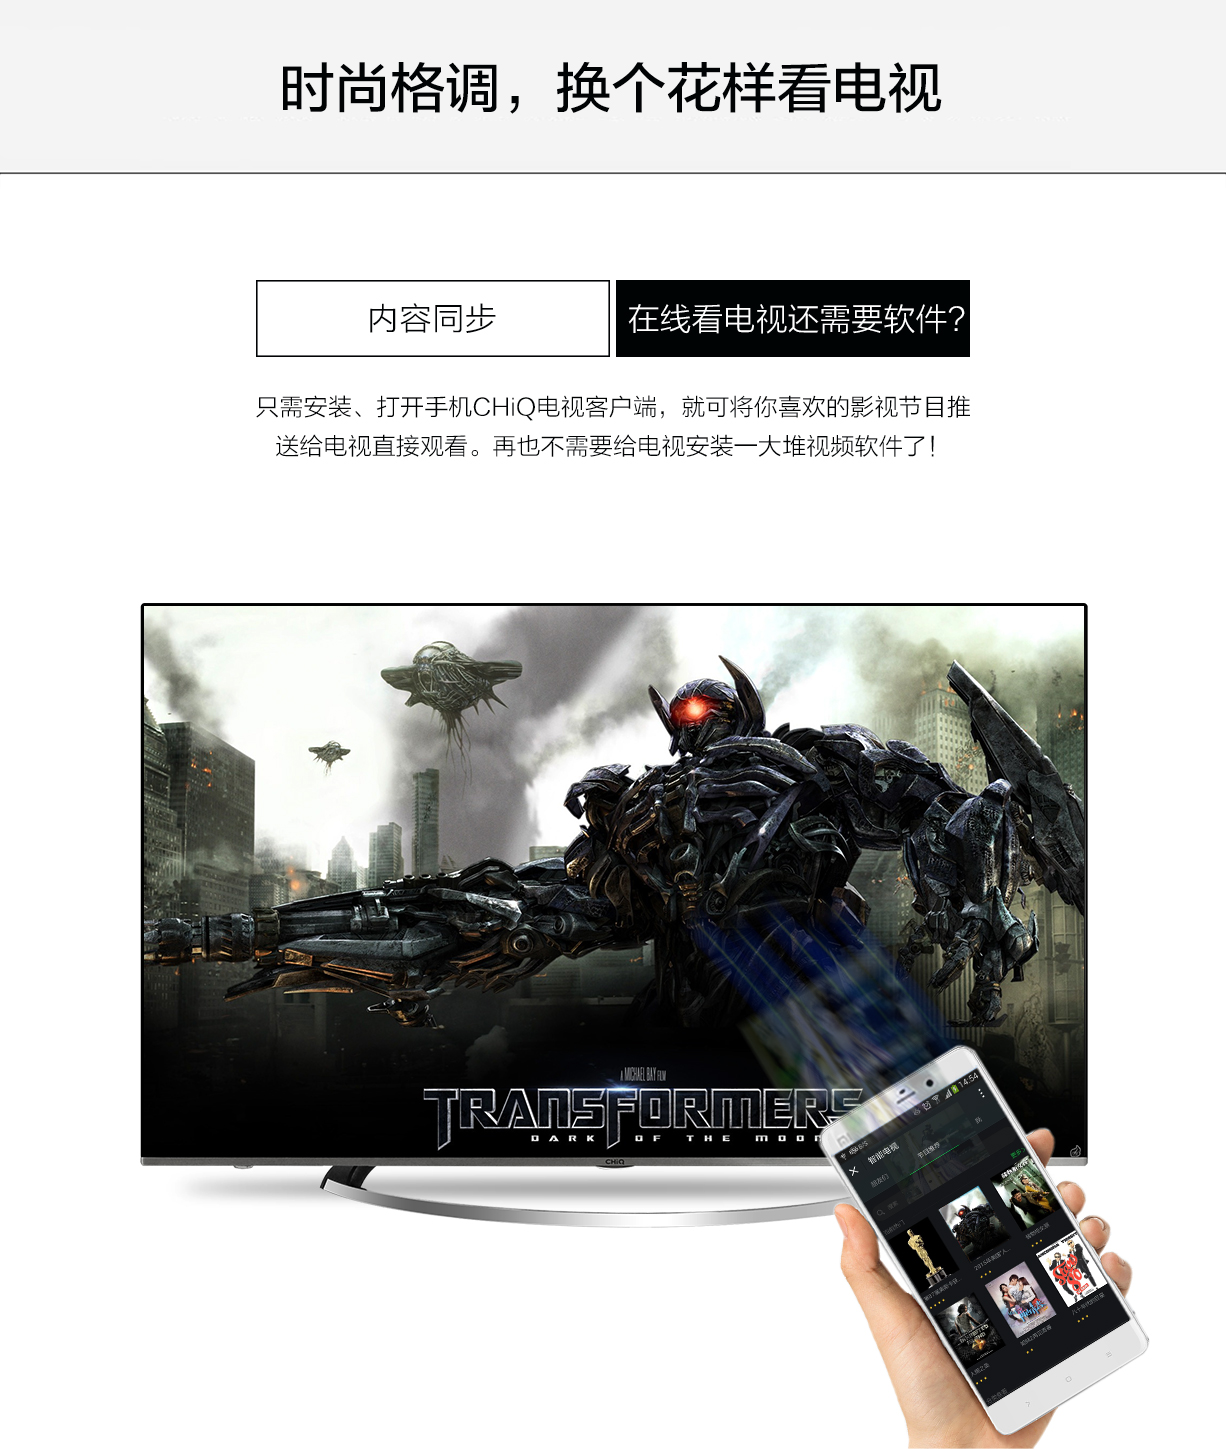 时尚格调，换个花样看电视
内容同步
在线看电视还需要软件？
只需安装、打开手机CHiQ电视客户端，就可将你喜欢的影视节目推
送给电视直接观看。再也不需要给电视安装一大堆视频软件了！
A MICHAEL BAY FILM
TRANSFORMERS
DARK OF THE MOON
CHiQ
14:54
智能电视
节目推荐